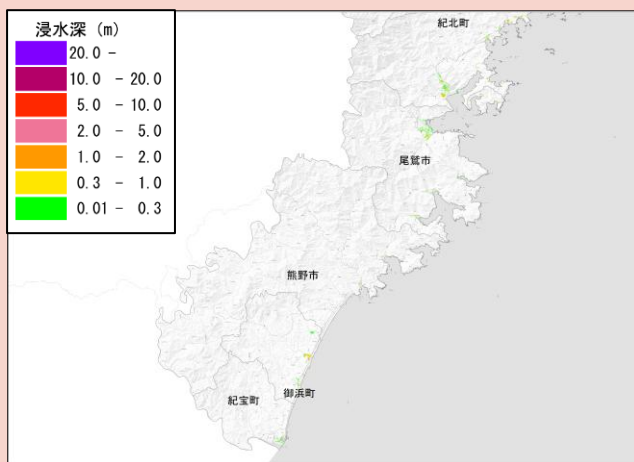 浸水深 (m)
20.0 -
10.0 - 20.0
5.0 - 10.0
2.0 - 5.0
1.0 - 2.0
0.3 - 1.0
0.01 - 0.3
紀北町
尾鷲市
熊野市
御浜町
紀宝町